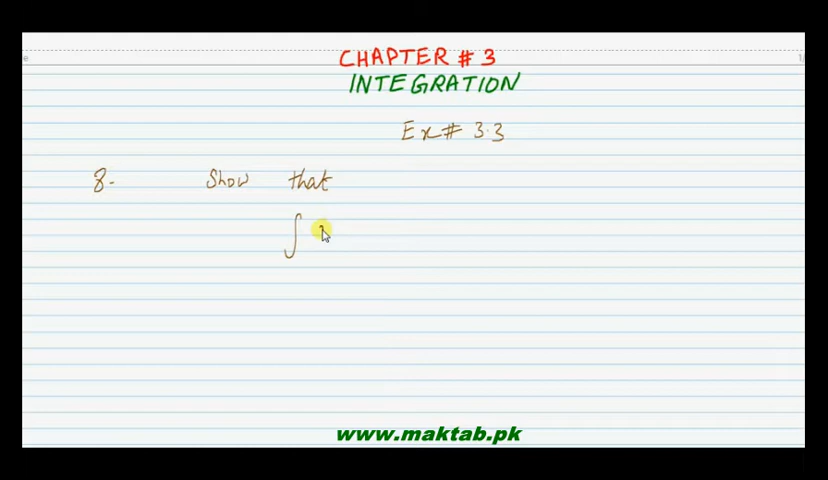 CHAPTER # 3
INTEGRATION
Ex# 3.3
8. Show that
∫
www.maktab.pk